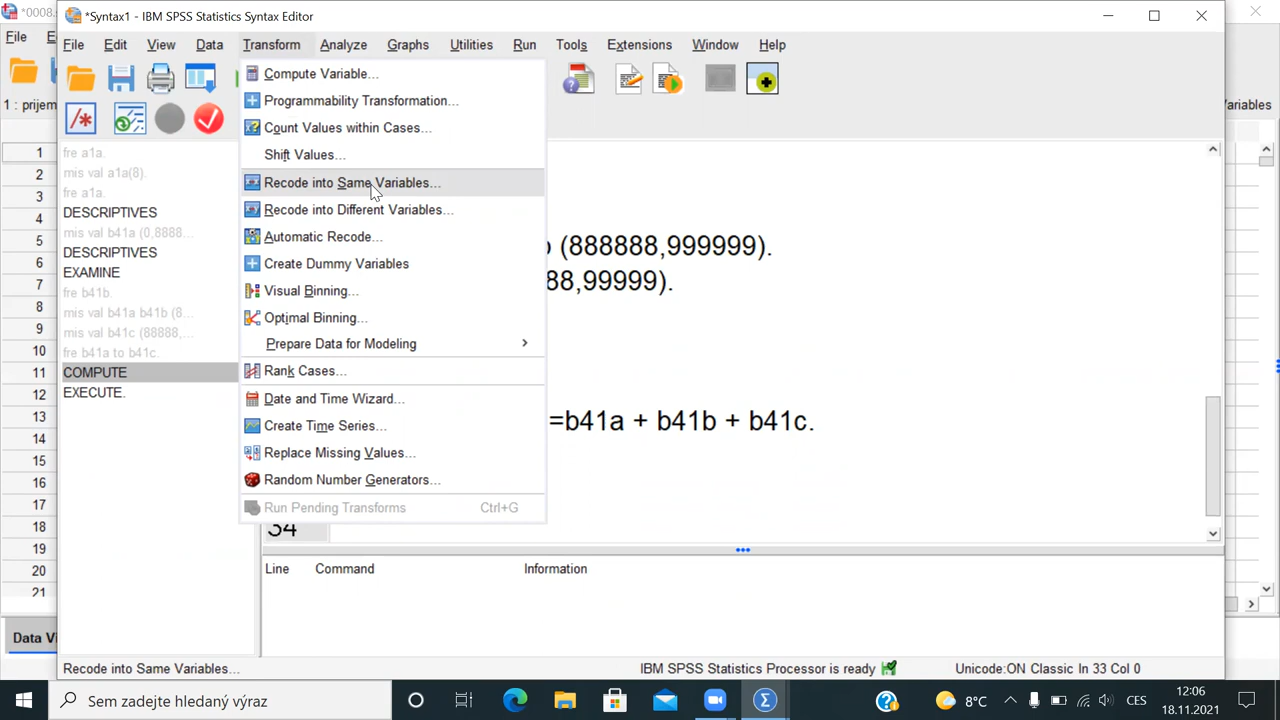 *0008
*Syntax1 - IBM SPSS Statistics Syntax Editor
File
File Edit View Data Transform Analyze Graphs Utilities Run Tools Extensions Window Help
1 : prijem
Variables
Compute Variable...
Programmability Transformation...
Count Values within Cases...
Shift Values...
Recode into Same Variables...
Recode into Different Variables...
Automatic Recode...
Create Dummy Variables
Visual Binning...
Optimal Binning...
Prepare Data for Modeling
Rank Cases...
Date and Time Wizard...
Create Time Series...
Replace Missing Values...
Random Number Generators...
Run Pending Transforms Ctrl+G
1
2
3
4
5
6
7
8
9
10
11
12
13
14
15
16
17
18
19
20
21
fre a1a.
mis val a1a(8).
fre a1a.
DESCRIPTIVES
mis val b41a (0,8888...
DESCRIPTIVES
EXAMINE
fre b41b.
mis val b41a b41b (8...
mis val b41c (88888,...
fre b41a to b41c.
COMPUTE
EXECUTE.
(888888,999999).
88,99999).
=b41a + b41b + b41c.
34
Line Command Information
Data Vi
Recode into Same Variables... IBM SPSS Statistics Processor is ready Unicode:ON Classic ln 33 Col 0
Sem zadejte hledaný výraz
8°C
CES
12:06
18.11.2021